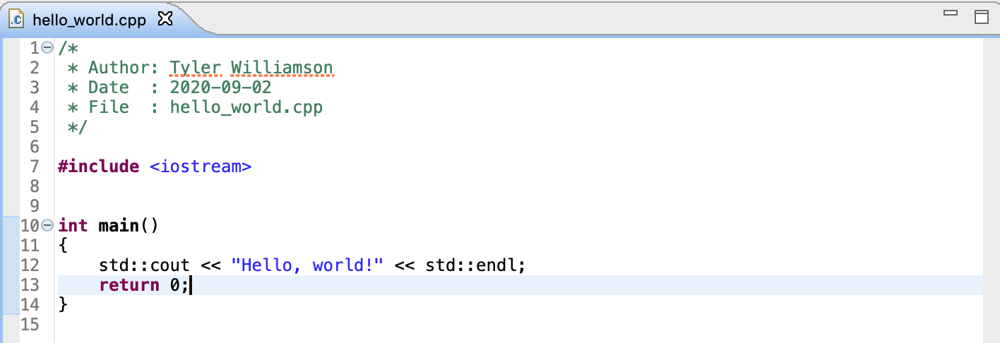 hello_world.cpp
1 /*
2  * Author: Tyler Williamson
3  * Date  : 2020-09-02
4  * File  : hello_world.cpp
5  */
6
7 #include <iostream>
8
9
10 int main()
11 {
12     std::cout << "Hello, world!" << std::endl;
13     return 0;
14 }
15